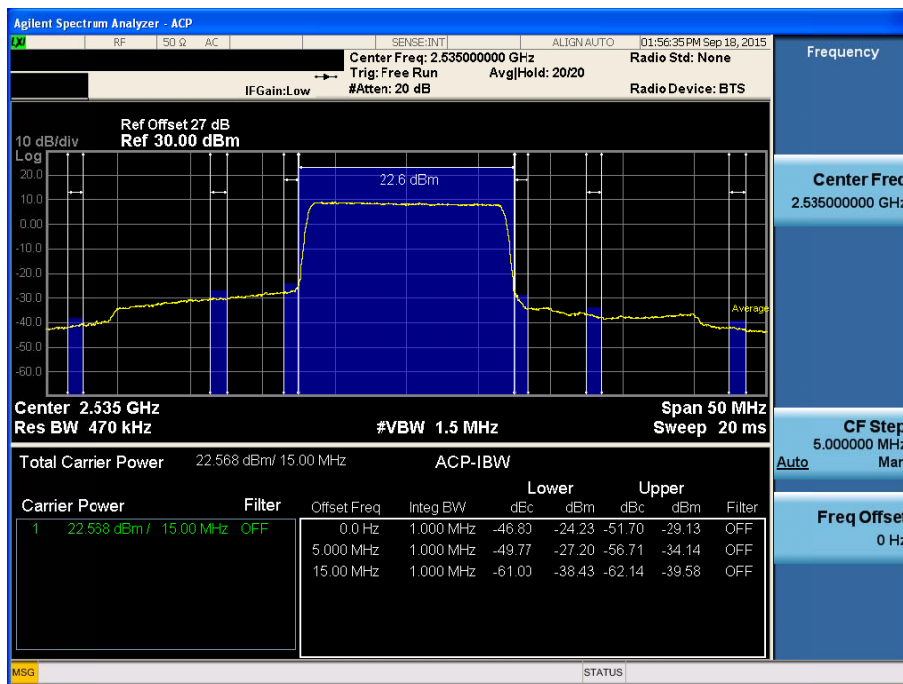 Agilent Spectrum Analyzer - ACP
LXI RF 50 Ω AC SENSE:INT ALIGN AUTO 01:56:35 PM Sep 18, 2015
Center Freq: 2.535000000 GHz Radio Std: None
Trig: Free Run Avg|Hold: 20/20
IFGain:Low #Atten: 20 dB Radio Device: BTS
Frequency
Ref Offset 27 dB
10 dB/div Ref 30.00 dBm
Log
20.0
10.0
0.00
-10.0
-20.0
-30.0
-40.0
-50.0
-60.0
22.6 dBm
Average
Center 2.535 GHz Span 50 MHz
Res BW 470 kHz #VBW 1.5 MHz Sweep 20 ms
Center Freq
2.535000000 GHz
CF Step
5.000000 MHz
Auto Man
Freq Offset
0 Hz
Total Carrier Power 22.568 dBm/ 15.00 MHz ACP-IBW
Lower Upper
Carrier Power Filter Offset Freq Integ BW dBc dBm dBc dBm Filter
1 22.568 dBm / 15.00 MHz OFF 0.0 Hz 1.000 MHz -46.80 -24.23 -51.70 -29.13 OFF
5.000 MHz 1.000 MHz -49.77 -27.20 -56.71 -34.14 OFF
15.00 MHz 1.000 MHz -61.00 -38.43 -62.14 -39.58 OFF
MSG STATUS